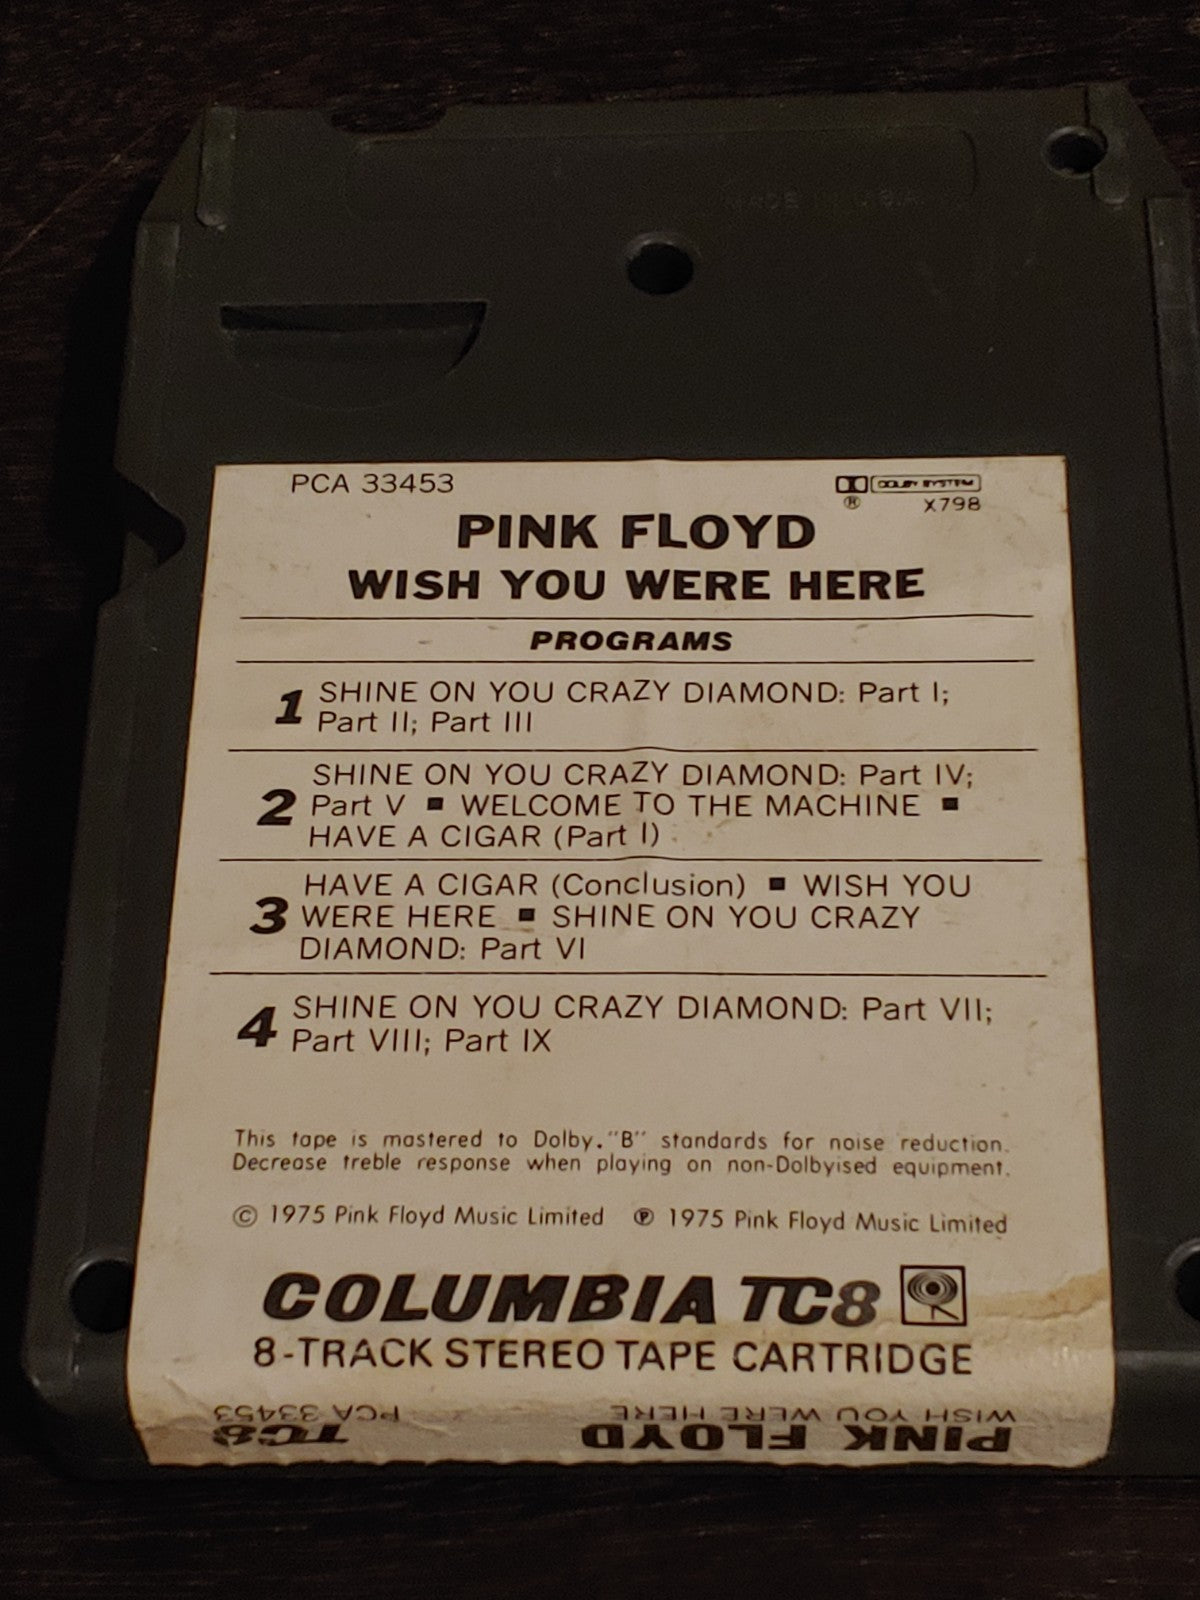 MADE IN U.S.A.
PCA 33453
DOLBY SYSTEM
®
X798
PINK FLOYD
WISH YOU WERE HERE
PROGRAMS
1 SHINE ON YOU CRAZY DIAMOND: Part I;
Part II; Part III
SHINE ON YOU CRAZY DIAMOND: Part IV;
2 Part V ■ WELCOME TO THE MACHINE ■
HAVE A CIGAR (Part I)
HAVE A CIGAR (Conclusion) ■ WISH YOU
3 WERE HERE ■ SHINE ON YOU CRAZY
DIAMOND: Part VI
4 SHINE ON YOU CRAZY DIAMOND: Part VII;
Part VIII; Part IX
This tape is mastered to Dolby. "B" standards for noise reduction.
Decrease treble response when playing on non-Dolbyised equipment.
© 1975 Pink Floyd Music Limited ℗ 1975 Pink Floyd Music Limited
COLUMBIA TC8
8-TRACK STEREO TAPE CARTRIDGE
PINK FLOYD TC8
WISH YOU WERE HERE PCA 33453